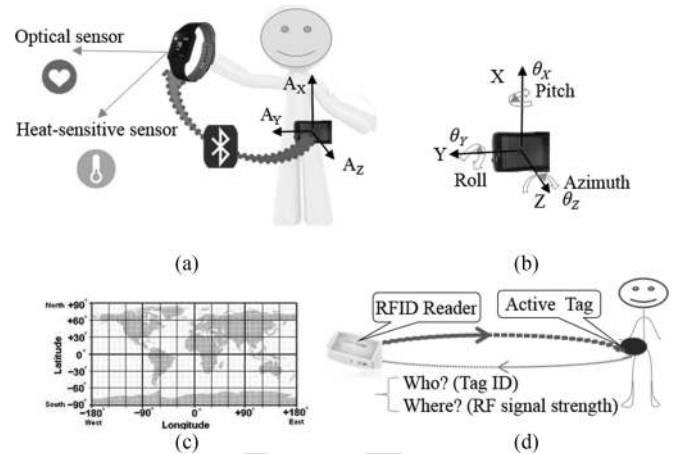 Optical sensor
Heat-sensitive sensor
A_X
A_Y
A_Z
(a)
X
θ_X
Pitch
θ_Y
Y
Roll
Azimuth
Z
θ_Z
(b)
North +90°
+60°
+30°
0°
-30°
-60°
South -90°
Latitude
-180° -90° 0° +90° +180°
West East
Longitude
(c)
RFID Reader
Active Tag
Who? (Tag ID)
Where? (RF signal strength)
(d)